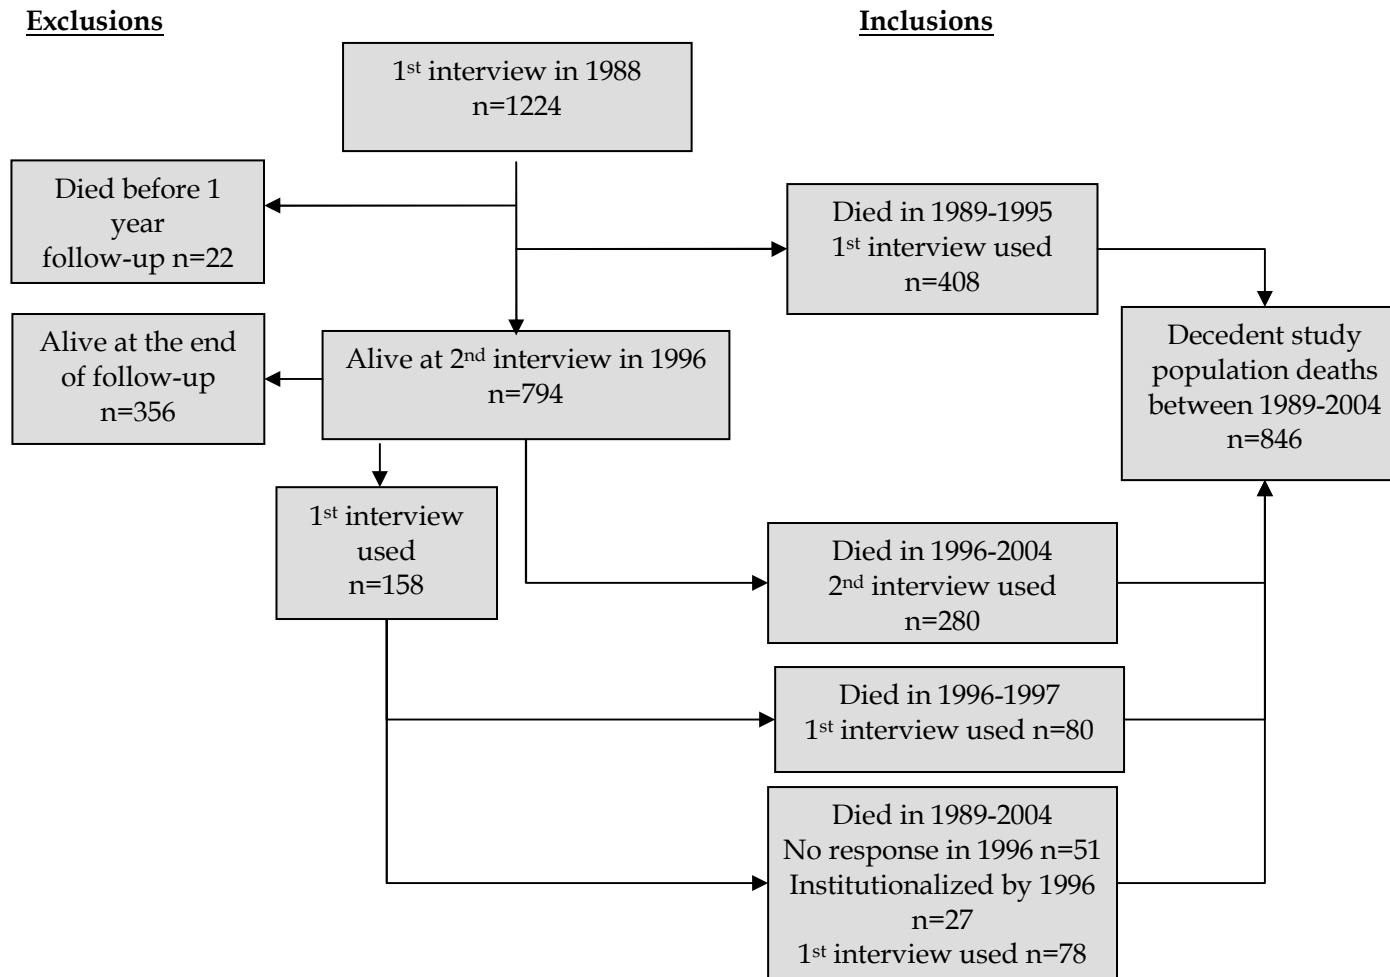 Exclusions
Inclusions
1st interview in 1988
n=1224
Died before 1
year
follow-up n=22
Died in 1989-1995
1st interview used
n=408
Alive at the end
of follow-up
n=356
Alive at 2nd interview in 1996
n=794
Decedent study
population deaths
between 1989-2004
n=846
1st interview
used
n=158
Died in 1996-2004
2nd interview used
n=280
Died in 1996-1997
1st interview used n=80
Died in 1989-2004
No response in 1996 n=51
Institutionalized by 1996
n=27
1st interview used n=78